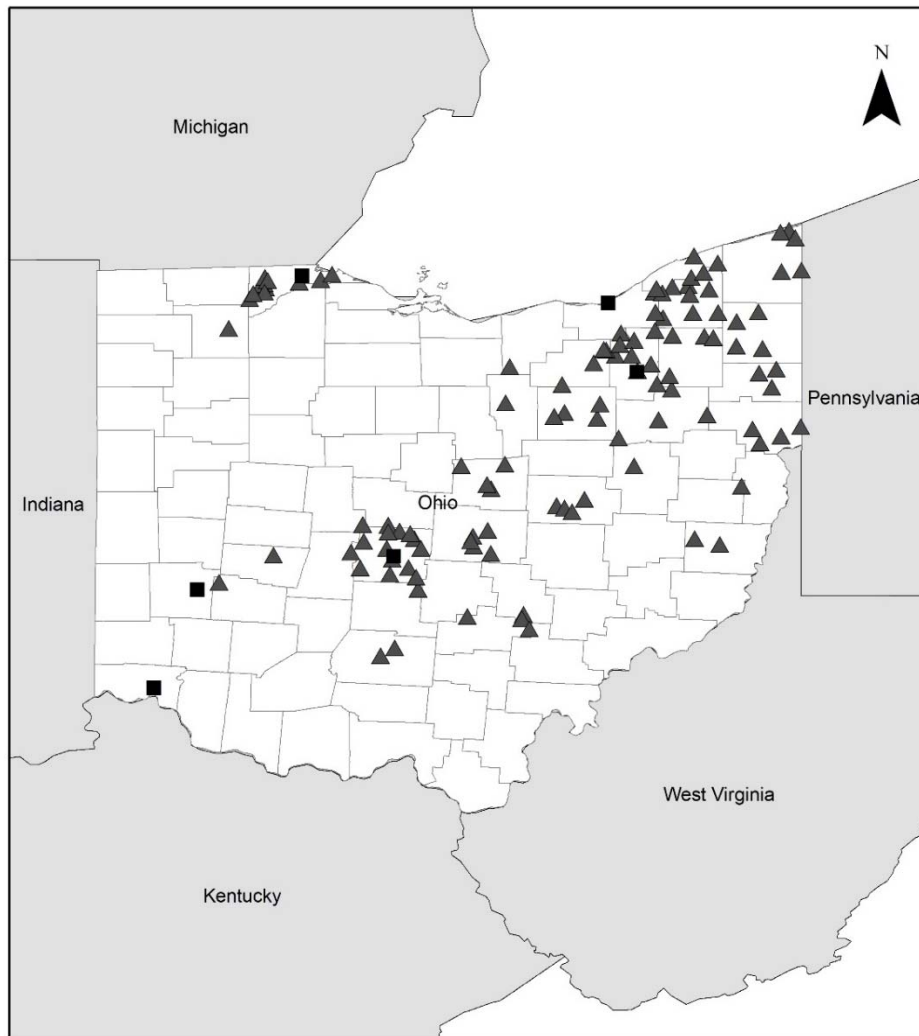 N
Michigan
Pennsylvania
Indiana
Ohio
West Virginia
Kentucky